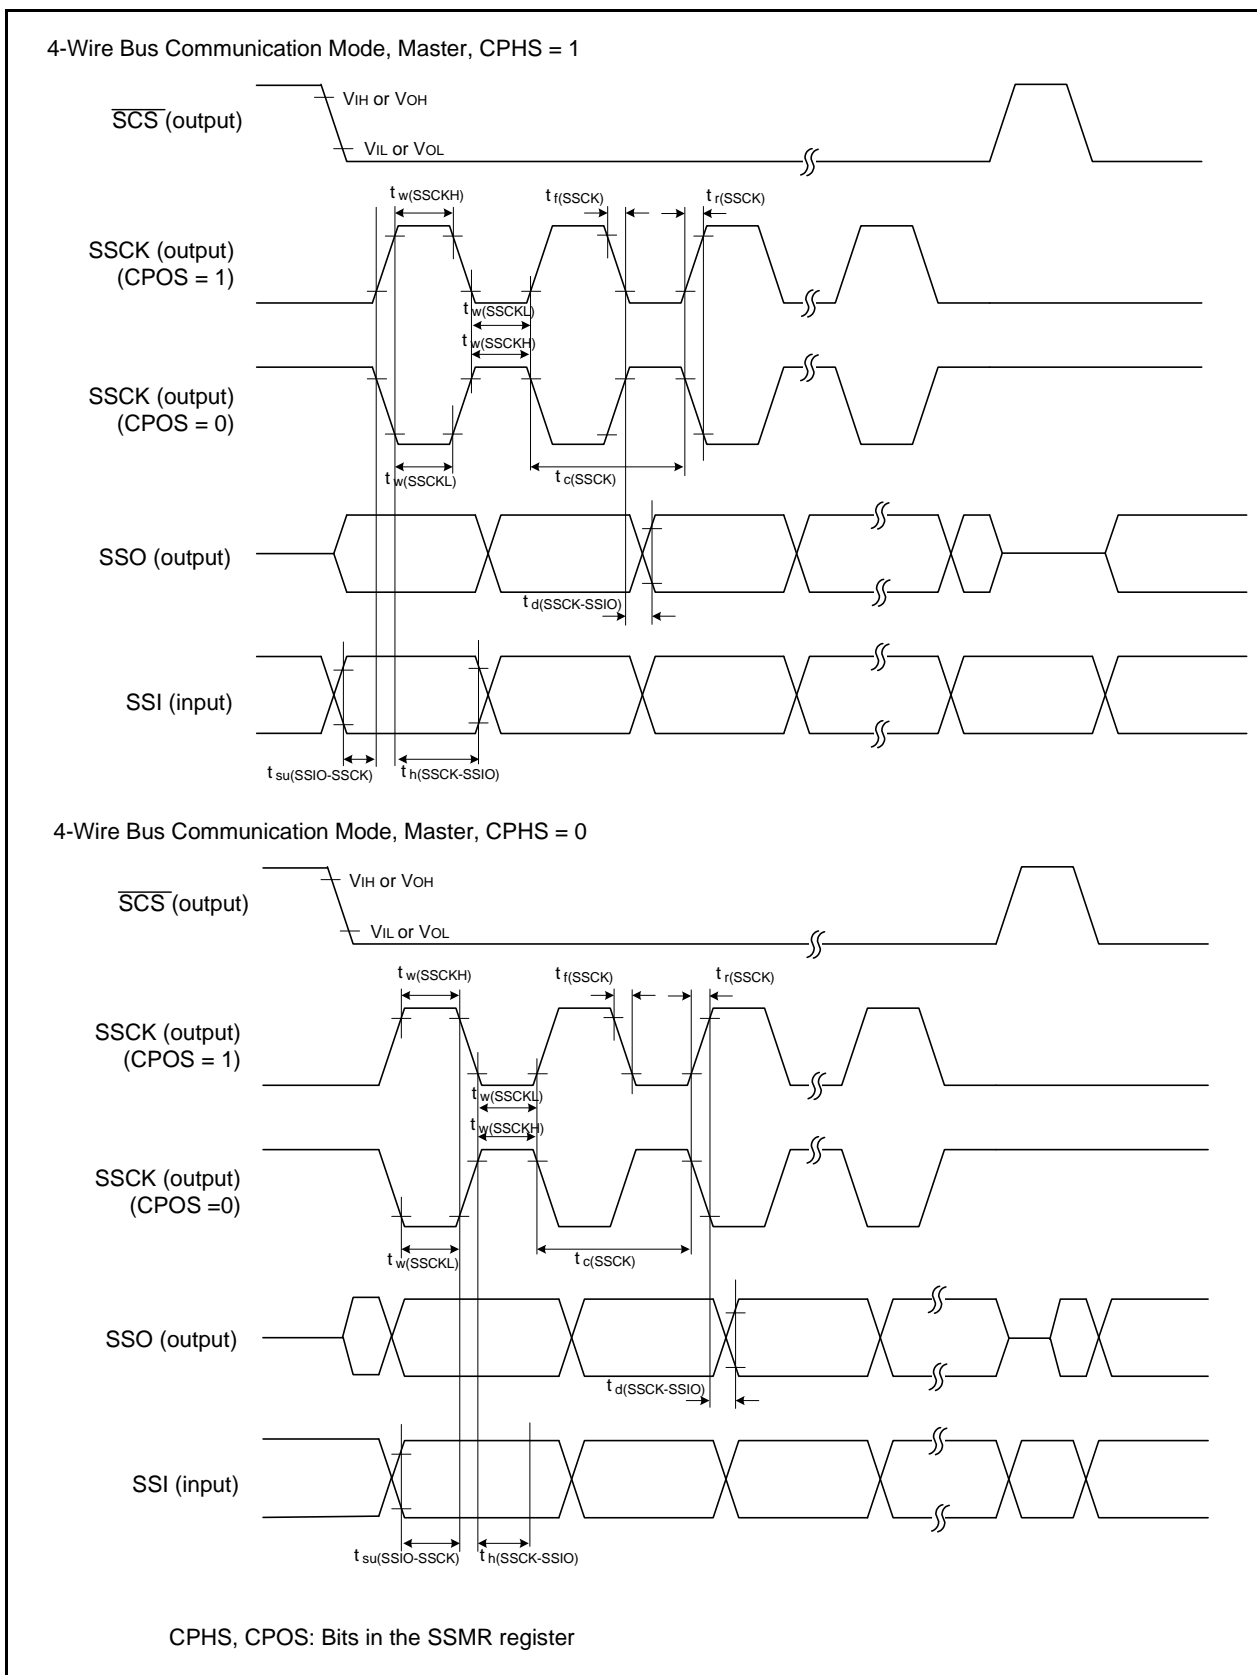 4-Wire Bus Communication Mode, Master, CPHS = 1
VIH or VOH
SCS (output)
VIL or VOL
tw(SSCKH)
tf(SSCK)
tr(SSCK)
SSCK (output)
(CPOS = 1)
tw(SSCKL)
tw(SSCKH)
SSCK (output)
(CPOS = 0)
tw(SSCKL)
tc(SSCK)
SSO (output)
td(SSCK-SSIO)
SSI (input)
tsu(SSIO-SSCK)
th(SSCK-SSIO)
4-Wire Bus Communication Mode, Master, CPHS = 0
VIH or VOH
SCS (output)
VIL or VOL
tw(SSCKH)
tf(SSCK)
tr(SSCK)
SSCK (output)
(CPOS = 1)
tw(SSCKL)
tw(SSCKH)
SSCK (output)
(CPOS =0)
tw(SSCKL)
tc(SSCK)
SSO (output)
td(SSCK-SSIO)
SSI (input)
tsu(SSIO-SSCK)
th(SSCK-SSIO)
CPHS, CPOS: Bits in the SSMR register